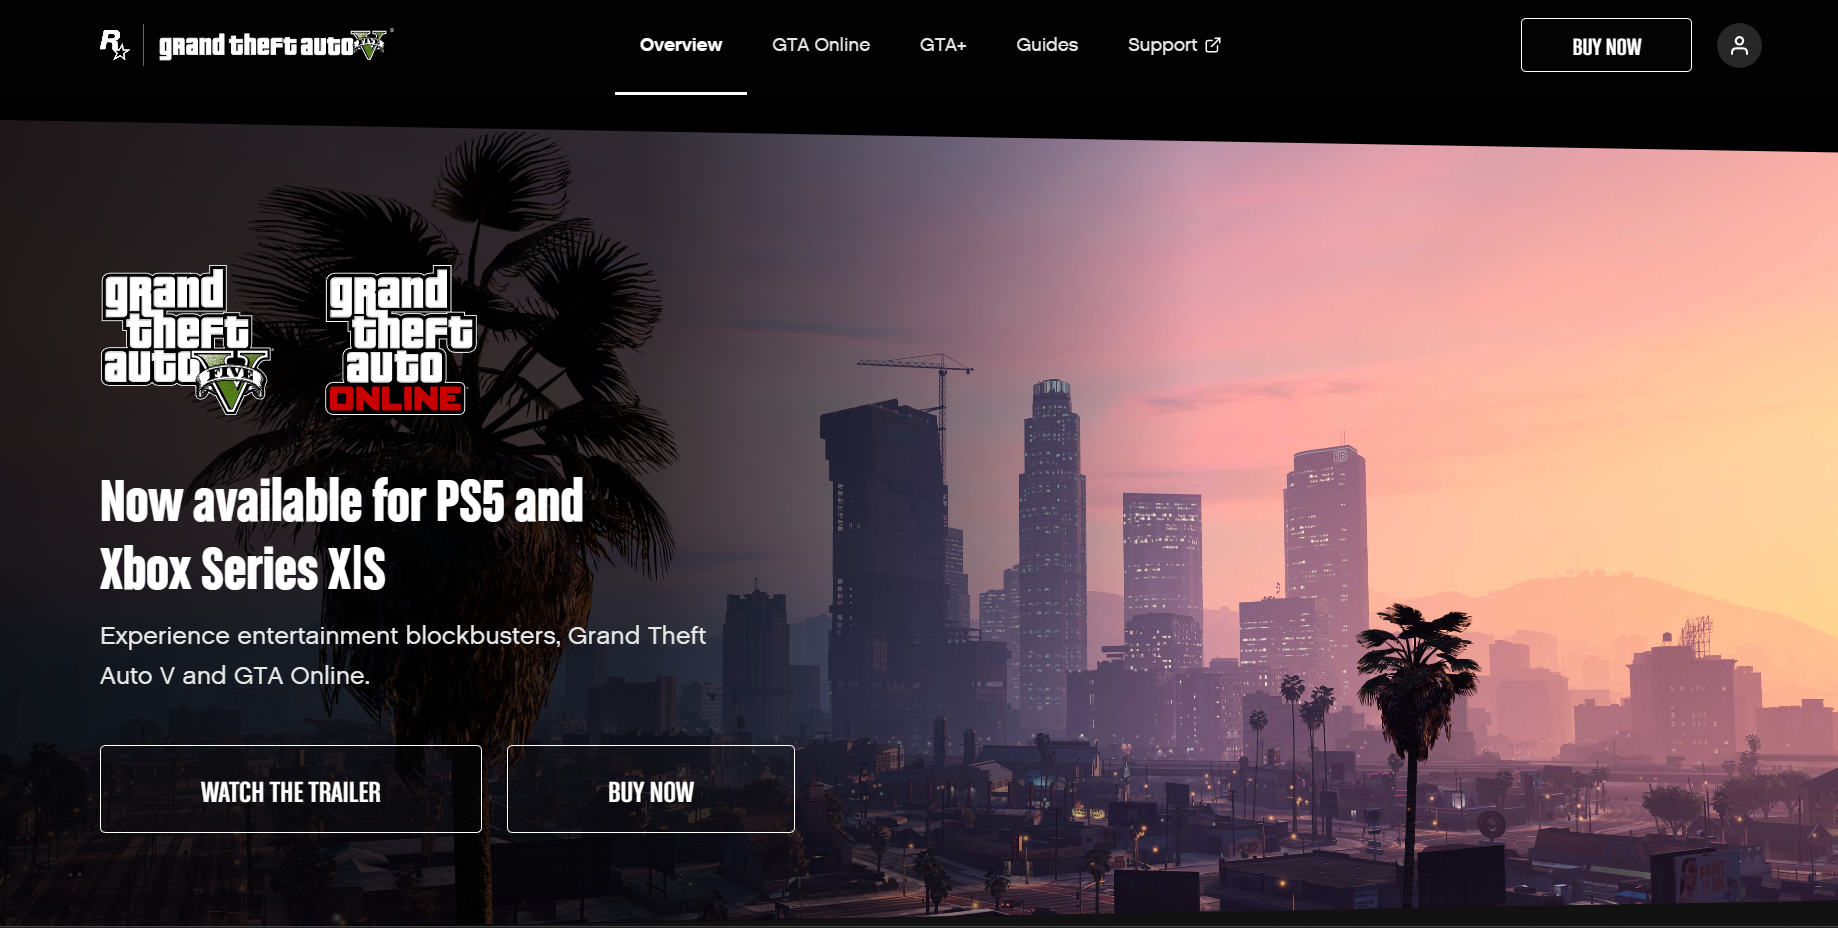 R
grand theft auto V
FIVE
Overview
GTA Online
GTA+
Guides
Support
BUY NOW
grand
theft
auto V
FIVE
grand
theft
auto
ONLINE
Now available for PS5 and
Xbox Series X|S
Experience entertainment blockbusters, Grand Theft
Auto V and GTA Online.
WATCH THE TRAILER
BUY NOW